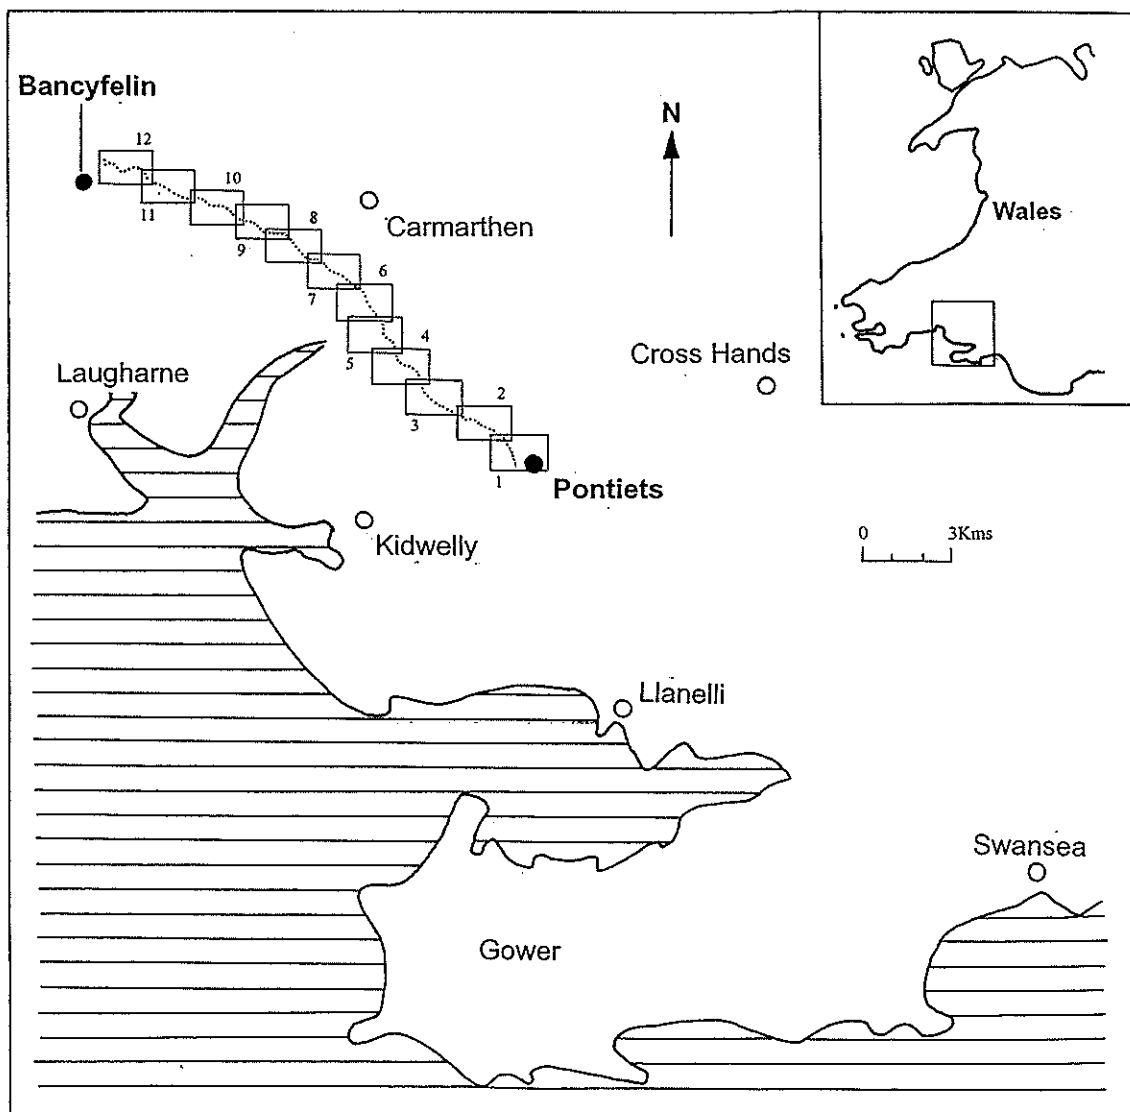 Bancyfelin
12
11
10
9
8
7
6
5
4
3
2
1
N
Carmarthen
Wales
Cross Hands
Laugharne
Pontiets
Kidwelly
0 3Kms
Llanelli
Swansea
Gower